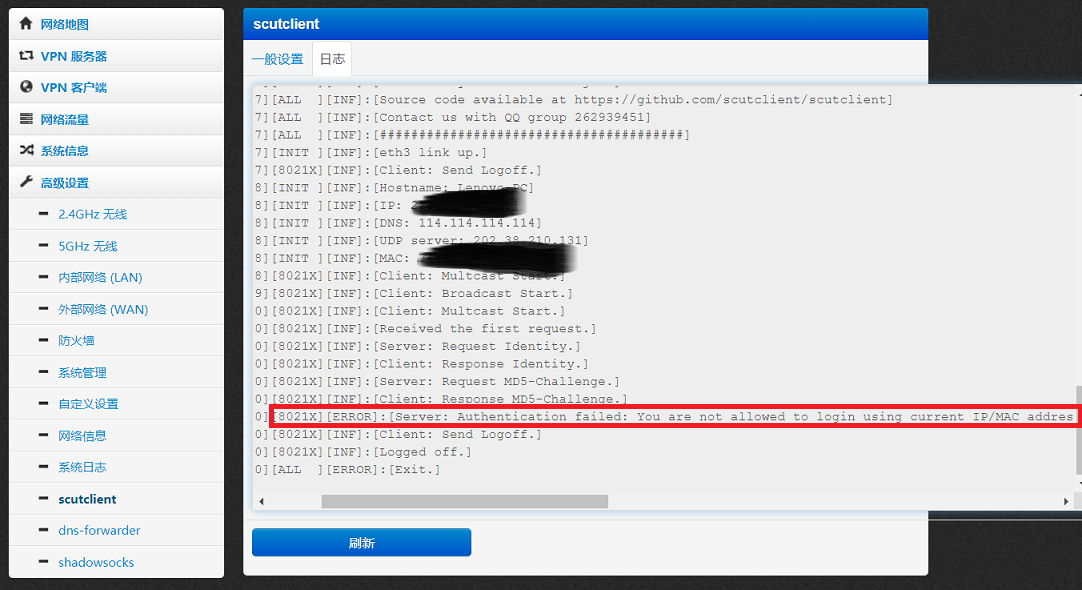 网络地图
VPN 服务器
VPN 客户端
网络流量
系统信息
高级设置
2.4GHz 无线
5GHz 无线
内部网络 (LAN)
外部网络 (WAN)
防火墙
系统管理
自定义设置
网络信息
系统日志
scutclient
dns-forwarder
shadowsocks
scutclient
一般设置
日志
7][ALL ][INF]:[Source code available at https://github.com/scutclient/scutclient]
7][ALL ][INF]:[Contact us with QQ group 262939451]
7][ALL ][INF]:[#######################################]
7][INIT ][INF]:[eth3 link up.]
7][8021X][INF]:[Client: Send Logoff.]
8][INIT ][INF]:[Hostname: Lenovo-PC]
8][INIT ][INF]:[IP: 2
8][INIT ][INF]:[DNS: 114.114.114.114]
8][INIT ][INF]:[UDP server: 202.38.210.131]
8][INIT ][INF]:[MAC:
8][8021X][INF]:[Client: Multcast Start.]
9][8021X][INF]:[Client: Broadcast Start.]
0][8021X][INF]:[Client: Multcast Start.]
0][8021X][INF]:[Received the first request.]
0][8021X][INF]:[Server: Request Identity.]
0][8021X][INF]:[Client: Response Identity.]
0][8021X][INF]:[Server: Request MD5-Challenge.]
0][8021X][INF]:[Client: Response MD5-Challenge.]
0][8021X][ERROR]:[Server: Authentication failed: You are not allowed to login using current IP/MAC addres
0][8021X][INF]:[Client: Send Logoff.]
0][8021X][INF]:[Logged off.]
0][ALL ][ERROR]:[Exit.]
刷新